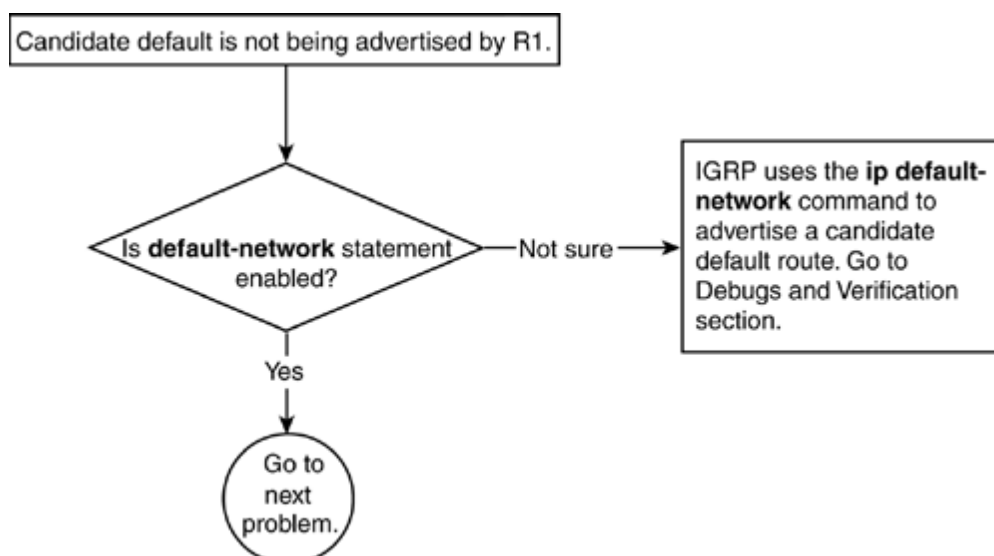 Candidate default is not being advertised by R1.
Is default-network statement
enabled?
Not sure
IGRP uses the ip default-
network command to
advertise a candidate
default route. Go to
Debugs and Verification
section.
Yes
Go to
next
problem.